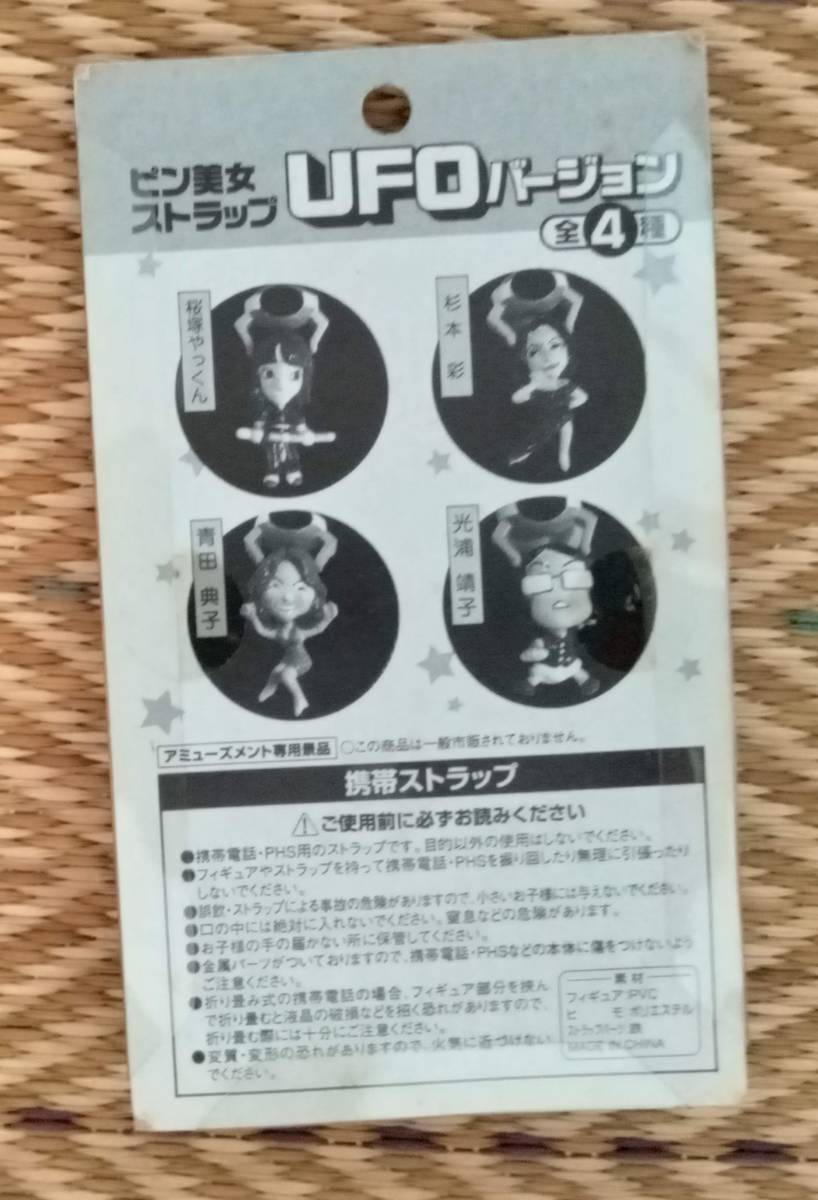 ピン美女
ストラップ
UFOバージョン
全4種
桜塚やっくん
杉本 彩
青田 典子
光浦 靖子
アミューズメント専用景品 ○この商品は一般市販されておりません。
携帯ストラップ
⚠ご使用前に必ずお読みください
●携帯電話・PHS用のストラップです。目的以外の使用はしないでください。
●フィギュアやストラップを持って携帯電話・PHSを振り回したり無理に引張ったり
しないでください。
●誤飲・ストラップによる事故の危険がありますので、小さいお子様には与えないでください。
●口の中には絶対に入れないでください。窒息などの危険があります。
●お子様の手の届かない所に保管してください。
●金属パーツがついておりますので、携帯電話・PHSなどの本体に傷をつけないよう
ご注意ください。
●折り畳み式の携帯電話の場合、フィギュア部分を挟ん
で折り畳むと液晶の破損などを招く恐れがありますので、
折り畳む際には十分にご注意ください。
●変質・変形の恐れがありますので、火気に近づけない
でください。
素材
フィギュア:PVC
ヒモ:ポリエステル
ストラップパーツ:鉄
MADE IN CHINA